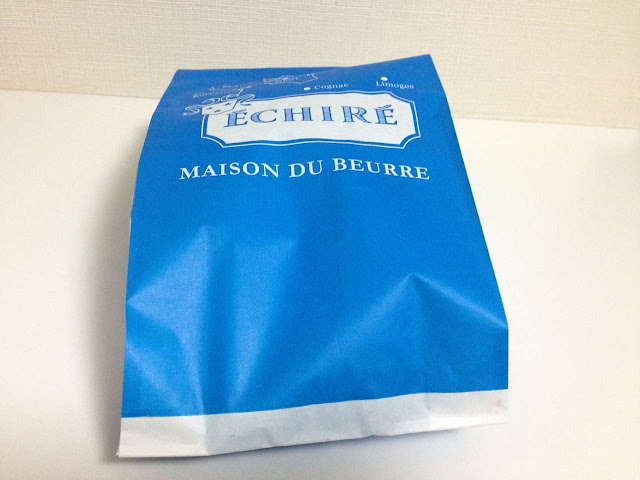 Cognac Limoges
ÉCHIRÉ
MAISON DU BEURRE